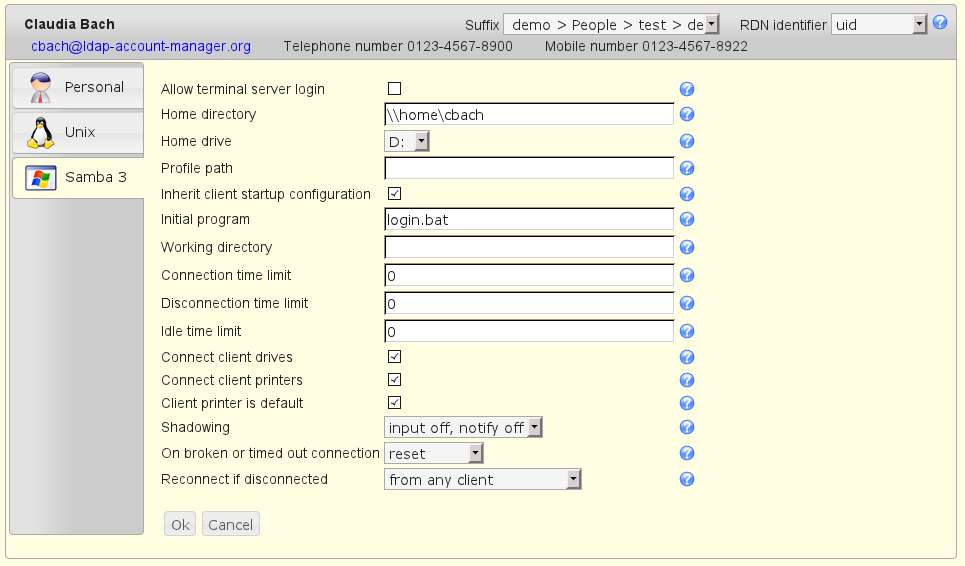 Claudia Bach Suffix demo > People > test > de RDN identifier uid
cbach@ldap-account-manager.org Telephone number 0123-4567-8900 Mobile number 0123-4567-8922
Personal
Unix
Samba 3
Allow terminal server login
Home directory \\home\cbach
Home drive D:
Profile path
Inherit client startup configuration
Initial program login.bat
Working directory
Connection time limit 0
Disconnection time limit 0
Idle time limit 0
Connect client drives
Connect client printers
Client printer is default
Shadowing input off, notify off
On broken or timed out connection reset
Reconnect if disconnected from any client
Ok Cancel